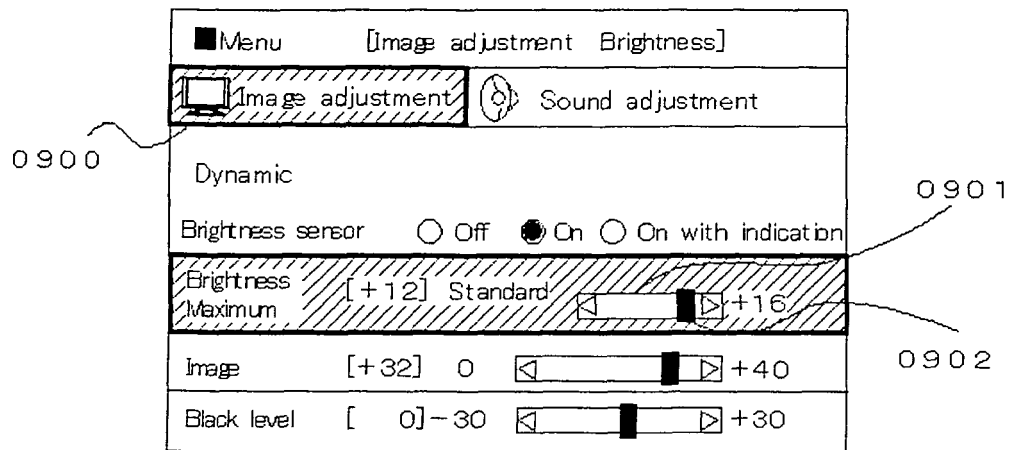 ■Menu [Image adjustment Brightness]
Image adjustment Sound adjustment
0900
Dynamic
0901
Brightness sensor ○ Off ● On ○ On with indication
Brightness Maximum [+12] Standard +16
0902
Image [+32] 0 +40
Black level [ 0]-30 +30